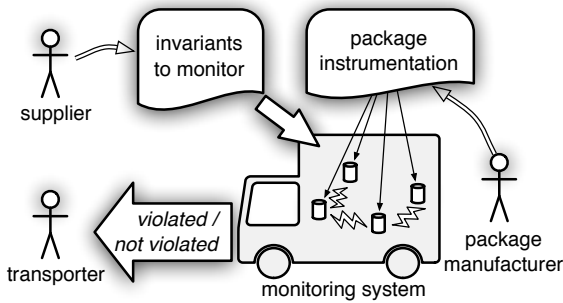 invariants
to monitor
package
instrumentation
supplier
violated /
not violated
transporter
package
manufacturer
monitoring system